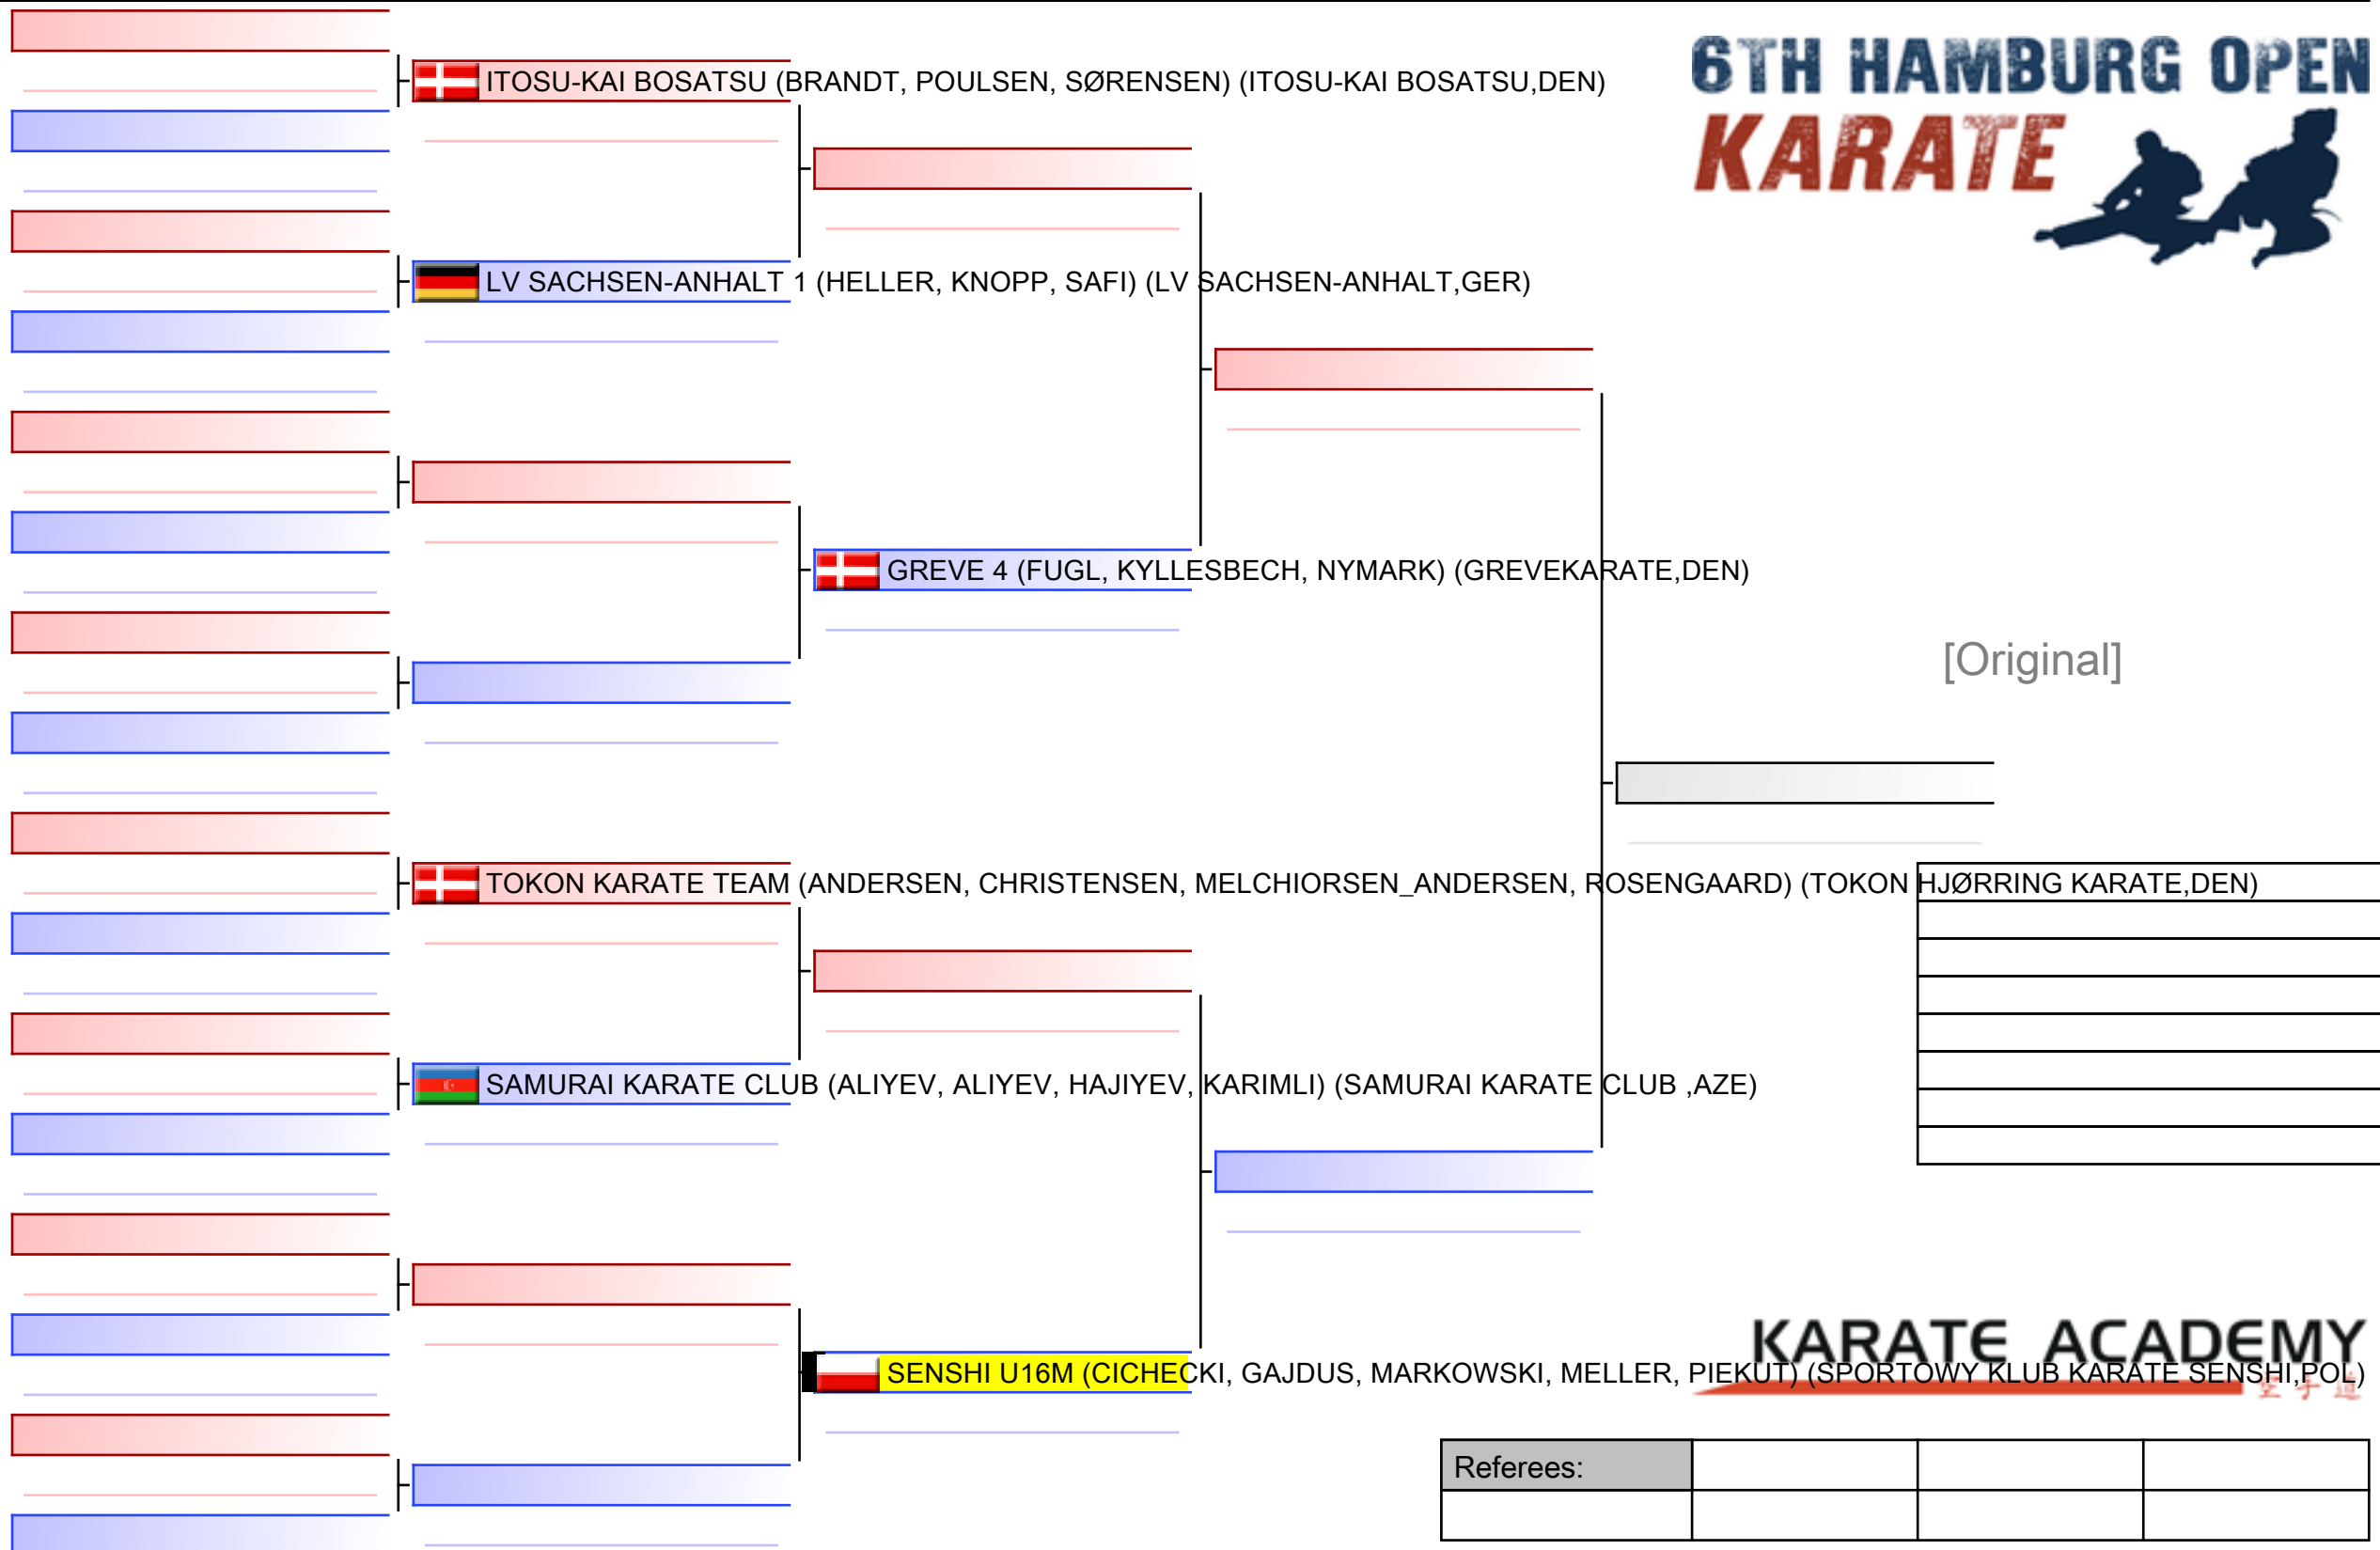 6TH HAMBURG OPEN
KARATE
ITOSU-KAI BOSATSU (BRANDT, POULSEN, SØRENSEN) (ITOSU-KAI BOSATSU,DEN)
LV SACHSEN-ANHALT 1 (HELLER, KNOPP, SAFI) (LV SACHSEN-ANHALT,GER)
GREVE 4 (FUGL, KYLLESBECH, NYMARK) (GREVEKARATE,DEN)
[Original]
TOKON KARATE TEAM (ANDERSEN, CHRISTENSEN, MELCHIORSEN_ANDERSEN, ROSENGAARD) (TOKON HJØRRING KARATE,DEN)
SAMURAI KARATE CLUB (ALIYEV, ALIYEV, HAJIYEV, KARIMLI) (SAMURAI KARATE CLUB ,AZE)
KARATE ACADEMY
SENSHI U16M (CICHECKI, GAJDUS, MARKOWSKI, MELLER, PIEKUT) (SPORTOWY KLUB KARATE SENSHI,POL)
空手道
Referees: